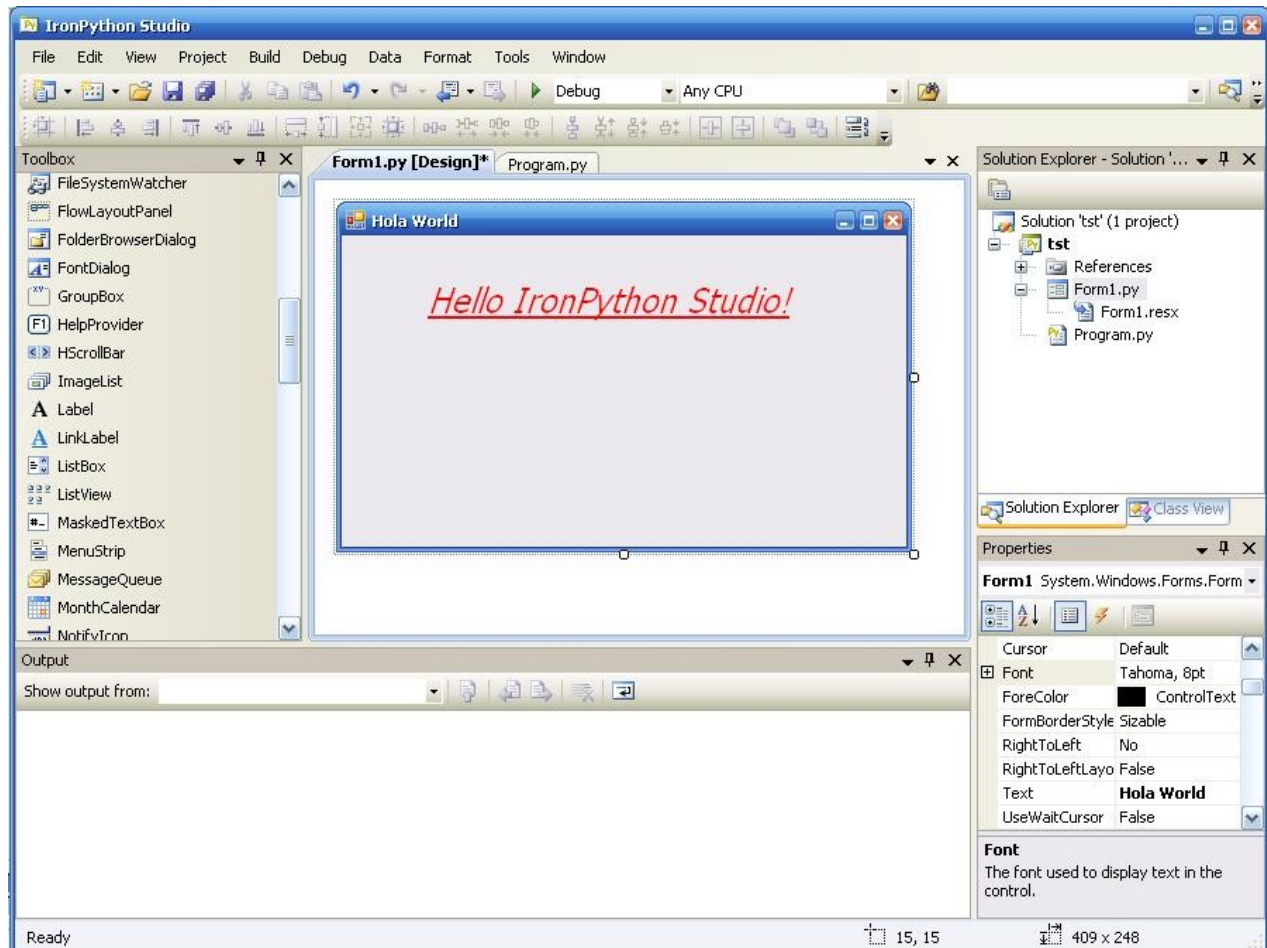 IronPython Studio
File Edit View Project Build Debug Data Format Tools Window
Debug Any CPU
Toolbox
FileSystemWatcher
FlowLayoutPanel
FolderBrowserDialog
FontDialog
GroupBox
HelpProvider
HScrollBar
ImageList
Label
LinkLabel
ListBox
ListView
MaskedTextBox
MenuStrip
MessageQueue
MonthCalendar
NotifyIcon
Form1.py [Design]* Program.py
Hola World
Hello IronPython Studio!
Solution Explorer - Solution '...
Solution 'tst' (1 project)
tst
References
Form1.py
Form1.resx
Program.py
Solution Explorer Class View
Properties
Form1 System.Windows.Forms.Form
Cursor Default
Font Tahoma, 8pt
ForeColor ControlText
FormBorderStyle Sizable
RightToLeft No
RightToLeftLayo False
Text Hola World
UseWaitCursor False
Font
The font used to display text in the
control.
Output
Show output from:
Ready 15, 15 409 x 248